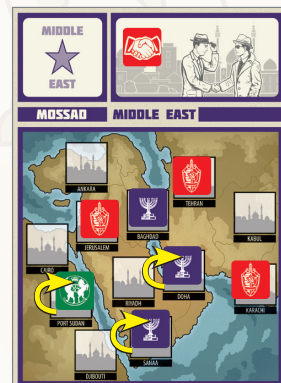 MIDDLE
EAST
MOSSAD MIDDLE EAST
ANKARA
TEHRAN
BAGHDAD
JERUSALEM
KABUL
CAIRO
RIYADH
DOHA
KARACHI
PORT SUDAN
SANAA
DJIBOUTI